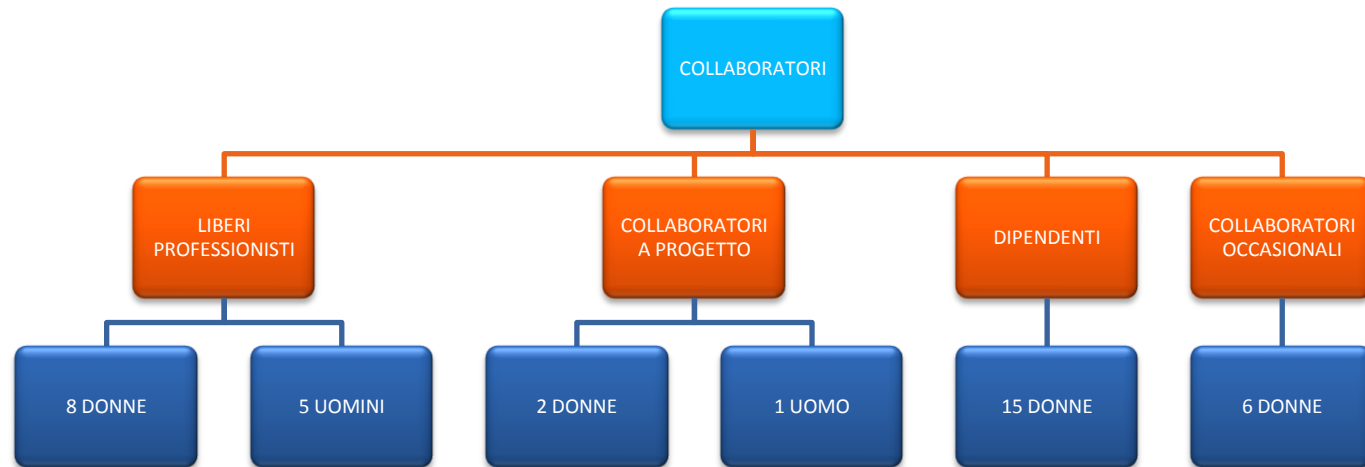 COLLABORATORI
LIBERI
PROFESSIONISTI
COLLABORATORI
A PROGETTO
DIPENDENTI
COLLABORATORI
OCCASIONALI
8 DONNE
5 UOMINI
2 DONNE
1 UOMO
15 DONNE
6 DONNE